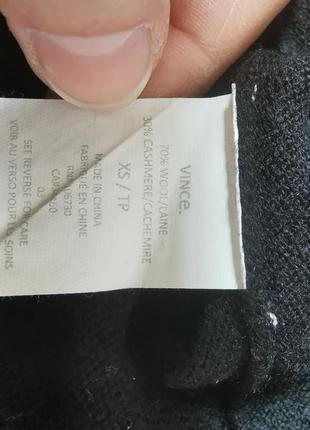 VINCE.
70% WOOL/LAINE
30% CASHMERE/CACHEMIRE
XS / TP
MADE IN CHINA
FABRIQUÉ EN CHINE
SEE REVERSE FOR CARE
VOIR AU VERSO POUR LES SOINS